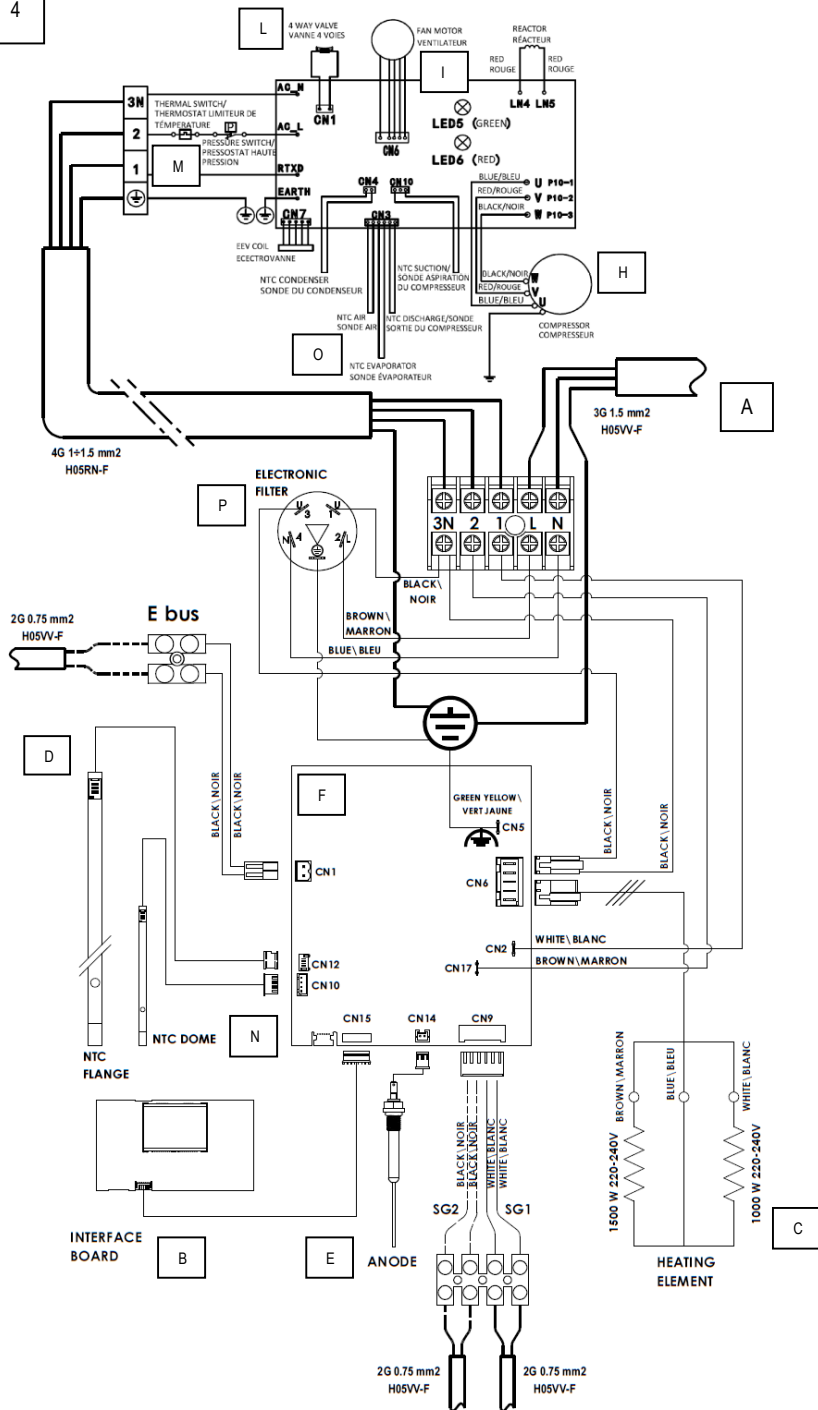 4
L
4 WAY VALVE
VANNE 4 VOIES
FAN MOTOR
VENTILATEUR
I
REACTOR
RÉACTEUR
RED
ROUGE
RED
ROUGE
LN4 LN5
3N
THERMAL SWITCH/
THERMOSTAT LIMITEUR DE
TÉMPERATURE
AC_N
CN1
CN6
LED5 (GREEN)
LED6 (RED)
2
P
AC_L
PRESSURE SWITCH/
PRESSOSTAT HAUTE
PRESSION
1
M
RTXD
EARTH
CN4
CN10
BLUE/BLEU
U P10-1
RED/ROUGE
V P10-2
BLACK/NOIR
W P10-3
CN7
CN3
EEV COIL
ECECTROVANNE
NTC CONDENSER
SONDE DU CONDENSEUR
NTC SUCTION/
SONDE ASPIRATION
DU COMPRESSEUR
BLACK/NOIR
W
RED/ROUGE
V
BLUE/BLEU
U
H
NTC AIR
SONDE AIR
NTC DISCHARGE/SONDE
SORTIE DU COMPRESSEUR
COMPRESSOR
COMPRESSEUR
O
NTC EVAPORATOR
SONDE ÉVAPORATEUR
3G 1.5 mm2
H05VV-F
A
4G 1÷1.5 mm2
H05RN-F
ELECTRONIC
FILTER
P
U
3
U
1
N
4
2
L
3N
2
1
L
N
BLACK\
NOIR
BROWN\
MARRON
BLUE\BLEU
2G 0.75 mm2
H05VV-F
E bus
D
BLACK\NOIR
BLACK\NOIR
F
GREEN YELLOW\
VERT JAUNE
CN5
BLACK\NOIR
BLACK\NOIR
CN1
CN6
CN2
WHITE\BLANC
CN17
BROWN\MARRON
CN12
CN10
CN15
CN14
CN9
N
NTC DOME
NTC
FLANGE
BROWN\MARRON
BLUE\BLEU
WHITE\BLANC
BLACK\NOIR
BLACK\NOIR
WHITE\BLANC
WHITE\BLANC
1500 W 220-240V
1000 W 220-240V
SG2
SG1
C
INTERFACE
BOARD
B
E
ANODE
HEATING
ELEMENT
2G 0.75 mm2
H05VV-F
2G 0.75 mm2
H05VV-F